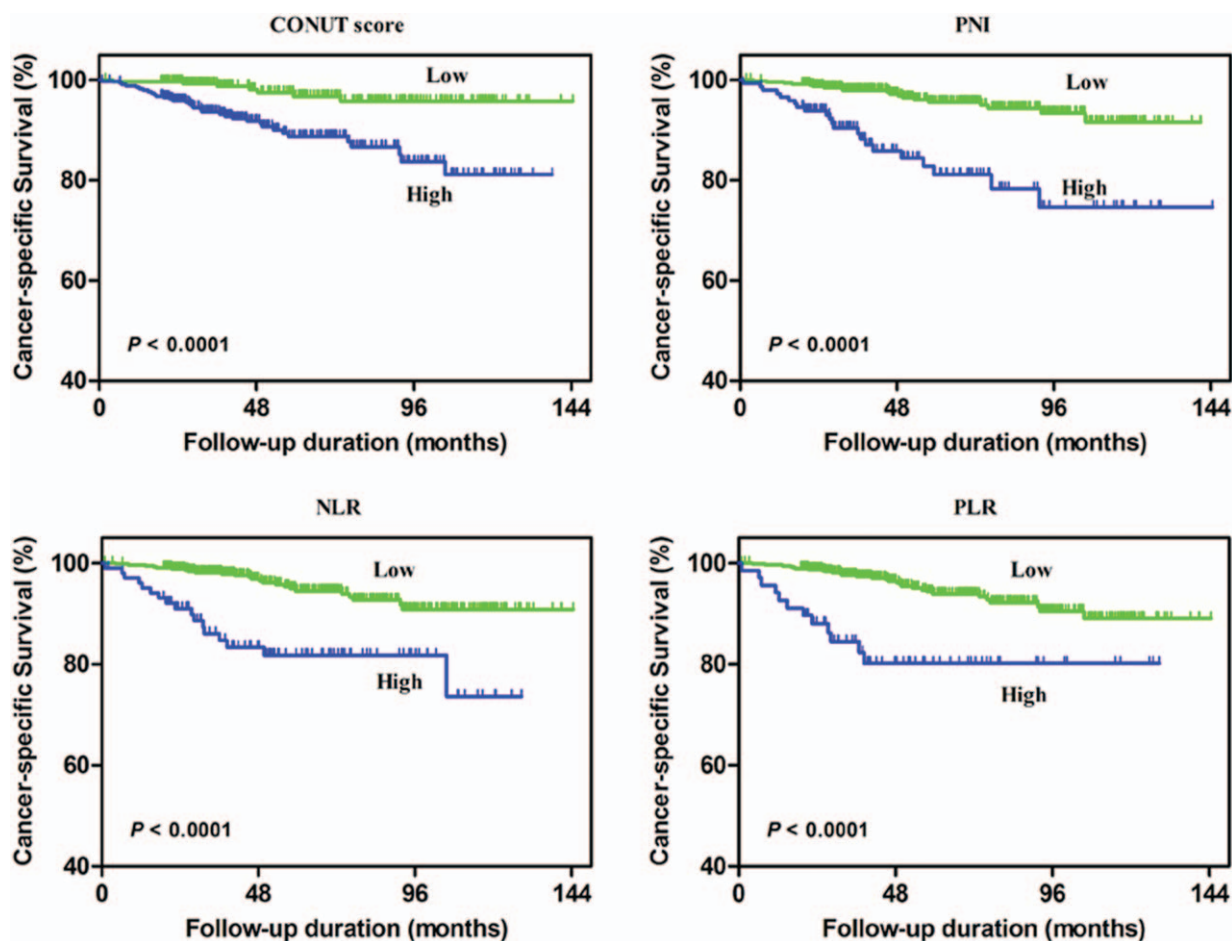 CONUT score
Cancer-specific Survival (%)
100
80
60
40
Low
High
P < 0.0001
0 48 96 144
Follow-up duration (months)
PNI
Cancer-specific Survival (%)
100
80
60
40
Low
High
P < 0.0001
0 48 96 144
Follow-up duration (months)
NLR
Cancer-specific Survival (%)
100
80
60
40
Low
High
P < 0.0001
0 48 96 144
Follow-up duration (months)
PLR
Cancer-specific Survival (%)
100
80
60
40
Low
High
P < 0.0001
0 48 96 144
Follow-up duration (months)